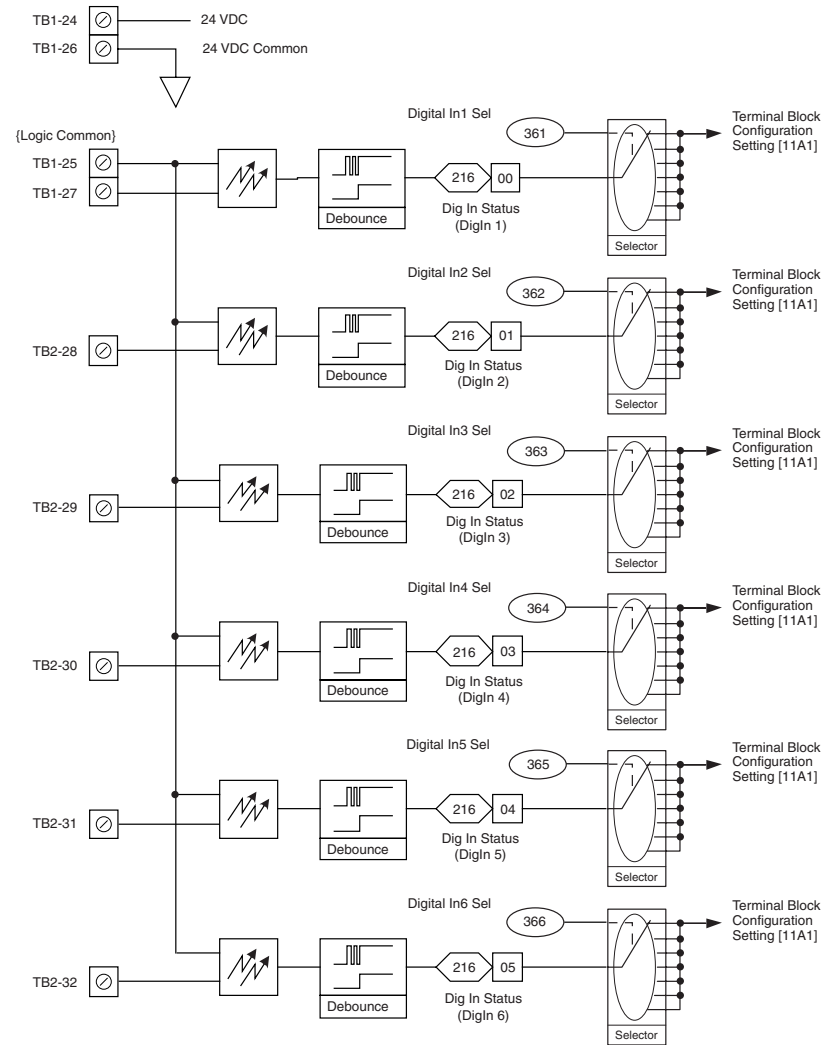 TB1-24
24 VDC
TB1-26
24 VDC Common
{Logic Common}
TB1-25
TB1-27
Digital In1 Sel
361
Debounce
216
00
Dig In Status
(DigIn 1)
Selector
Terminal Block
Configuration
Setting [11A1]
TB2-28
Digital In2 Sel
362
Debounce
216
01
Dig In Status
(DigIn 2)
Selector
Terminal Block
Configuration
Setting [11A1]
TB2-29
Digital In3 Sel
363
Debounce
216
02
Dig In Status
(DigIn 3)
Selector
Terminal Block
Configuration
Setting [11A1]
TB2-30
Digital In4 Sel
364
Debounce
216
03
Dig In Status
(DigIn 4)
Selector
Terminal Block
Configuration
Setting [11A1]
TB2-31
Digital In5 Sel
365
Debounce
216
04
Dig In Status
(DigIn 5)
Selector
Terminal Block
Configuration
Setting [11A1]
TB2-32
Digital In6 Sel
366
Debounce
216
05
Dig In Status
(DigIn 6)
Selector
Terminal Block
Configuration
Setting [11A1]